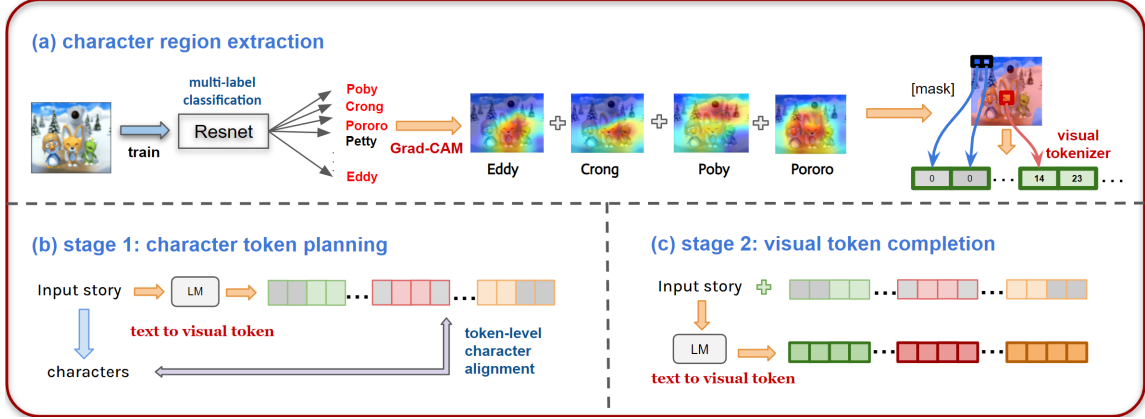 (a) character region extraction
multi-label
classification
Resnet
train
Poby
Crong
Pororo
Petty
Eddy
Grad-CAM
Eddy
Crong
Poby
Pororo
[mask]
visual
tokenizer
0 0 ... 14 23 ...
(b) stage 1: character token planning
Input story
LM
... ...
text to visual token
characters
token-level
character
alignment
(c) stage 2: visual token completion
Input story
... ...
LM
... ...
text to visual token